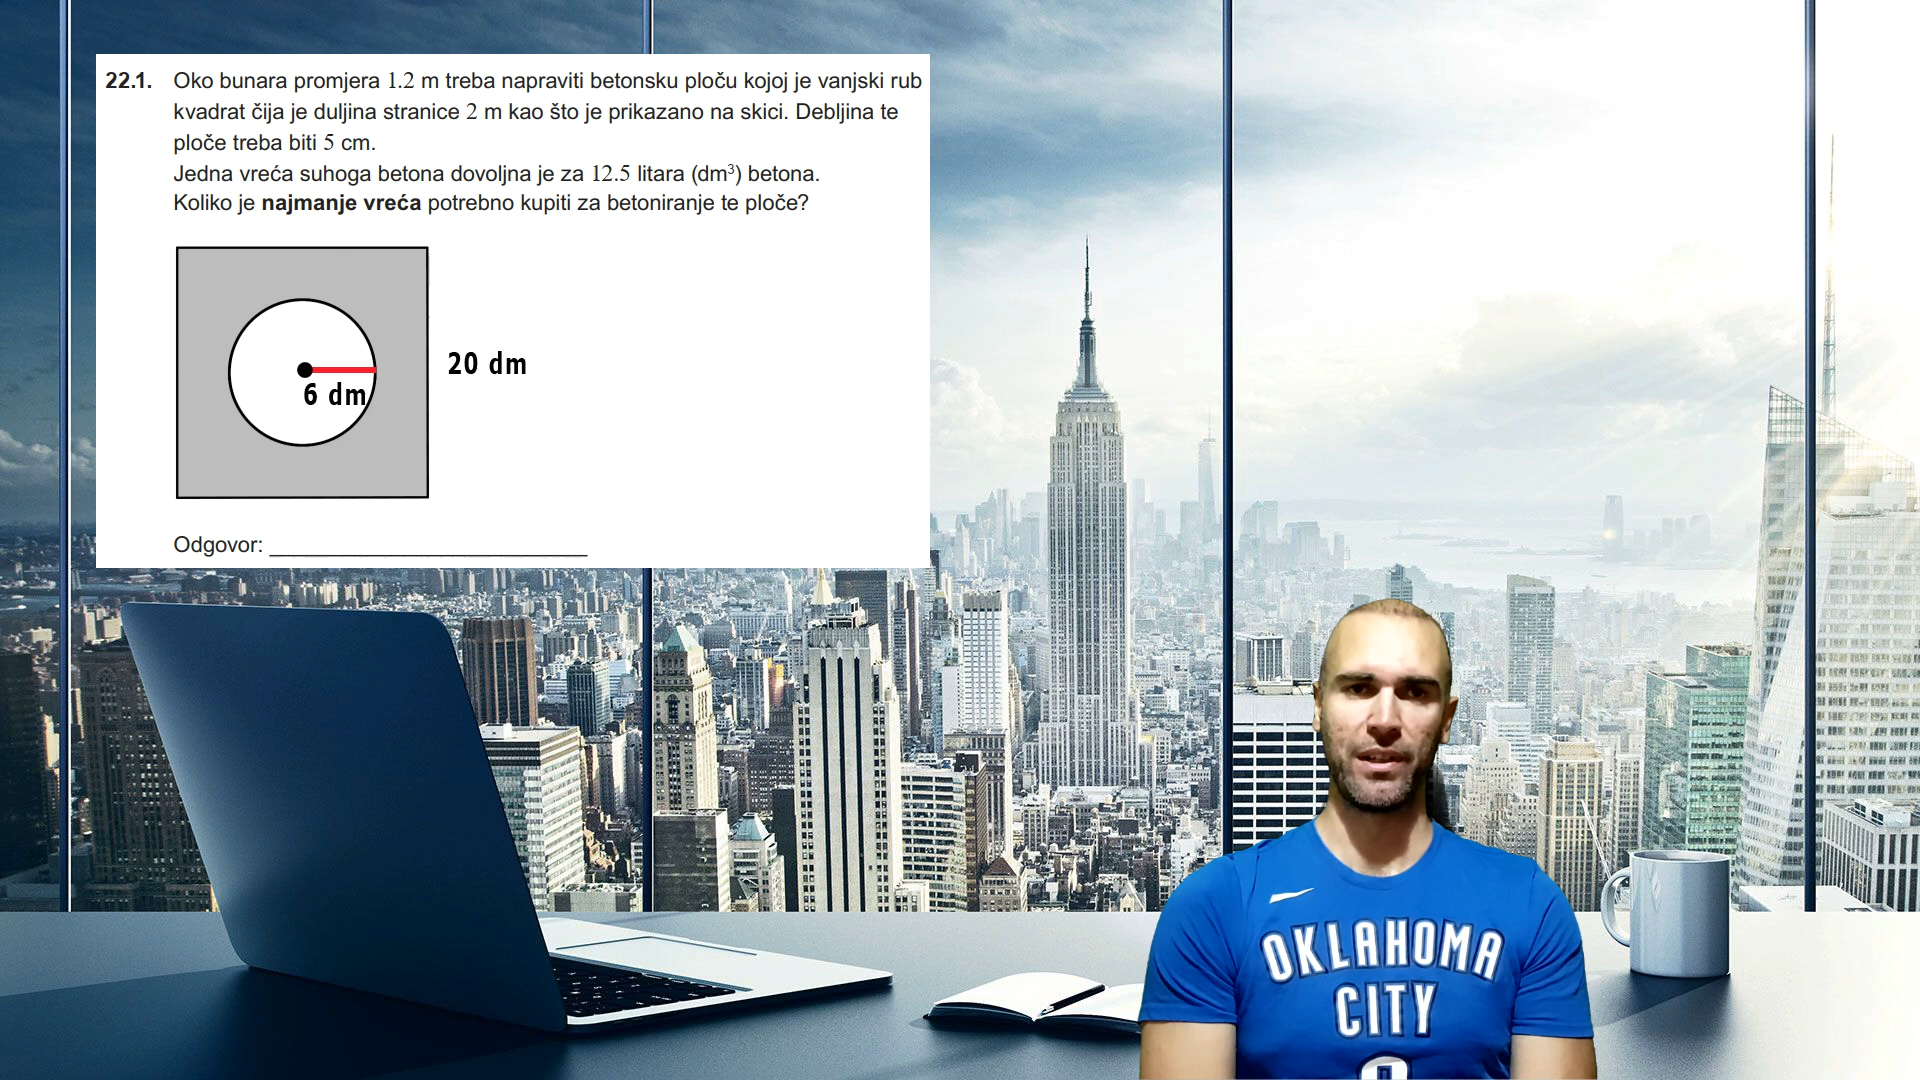 22.1. Oko bunara promjera 1.2 m treba napraviti betonsku ploču kojoj je vanjski rub
kvadrat čija je duljina stranice 2 m kao što je prikazano na skici. Debljina te
ploče treba biti 5 cm.
Jedna vreća suhoga betona dovoljna je za 12.5 litara (dm³) betona.
Koliko je najmanje vreća potrebno kupiti za betoniranje te ploče?
20 dm
6 dm
Odgovor: __________________________
OKLAHOMA
CITY